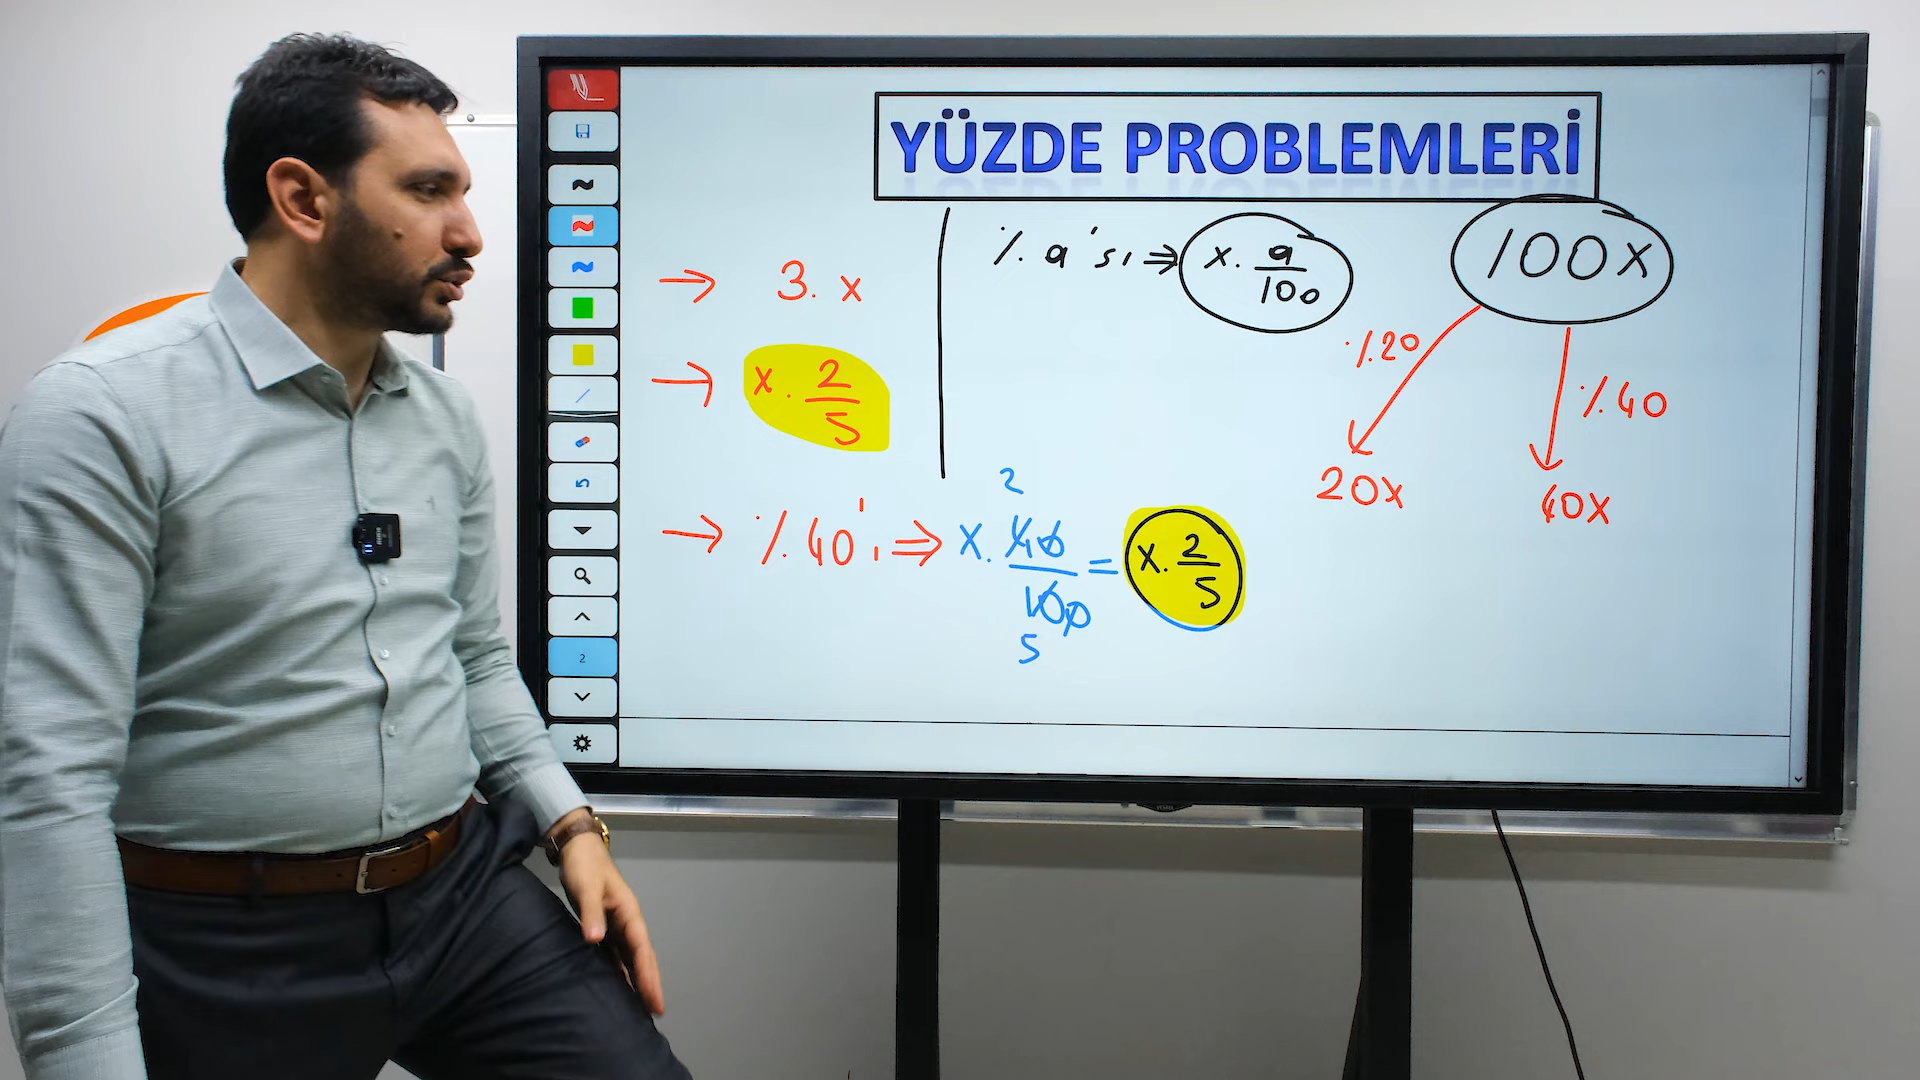 YÜZDE PROBLEMLERİ
→ 3. x
→ x. 2/5
% a'sı ⇒ x. a/100
100x
%20
%40
20x
40x
→ %40'ı ⇒ x. 40/100 = x. 2/5
2
5
2